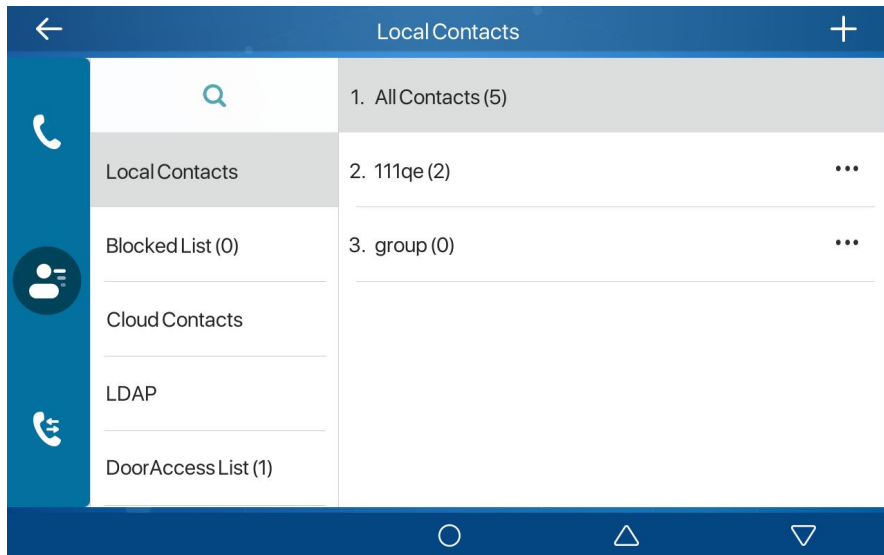 Local Contacts
Local Contacts
Blocked List (0)
Cloud Contacts
LDAP
DoorAccess List (1)
1. All Contacts (5)
2. 111qe (2)
3. group (0)